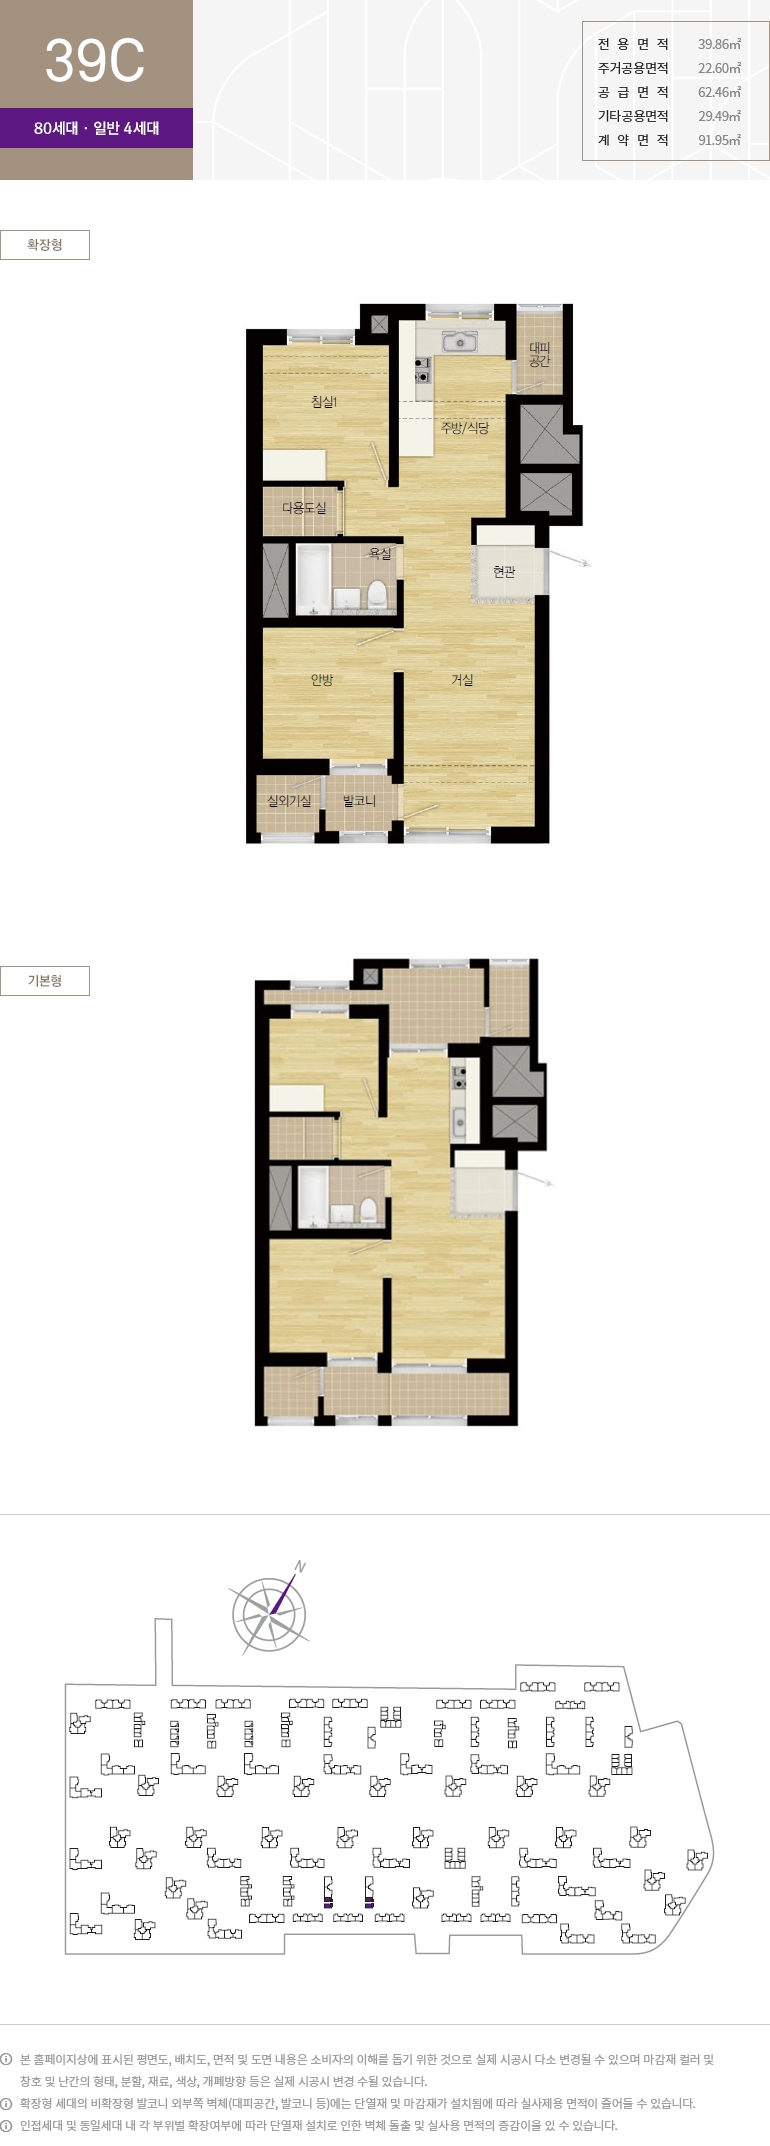 39C
80세대 · 일반 4세대
전 용 면 적 39.86㎡
주거공용면적 22.60㎡
공 급 면 적 62.46㎡
기타공용면적 29.49㎡
계 약 면 적 91.95㎡
확장형
대피
공간
침실1
주방/식당
다용도실
욕실
현관
안방
거실
실외기실
발코니
기본형
N
본 홈페이지상에 표시된 평면도, 배치도, 면적 및 도면 내용은 소비자의 이해를 돕기 위한 것으로 실제 시공시 다소 변경될 수 있으며 마감재 컬러 및
창호 및 난간의 형태, 분할, 재료, 색상, 개폐방향 등은 실제 시공시 변경 수될 있습니다.
확장형 세대의 비확장형 발코니 외부쪽 벽체(대피공간, 발코니 등)에는 단열재 및 마감재가 설치됨에 따라 실사제용 면적이 줄어들 수 있습니다.
인접세대 및 동일세대 내 각 부위별 확장여부에 따라 단열재 설치로 인한 벽체 돌출 및 실사용 면적의 증감이을 있 수 있습니다.